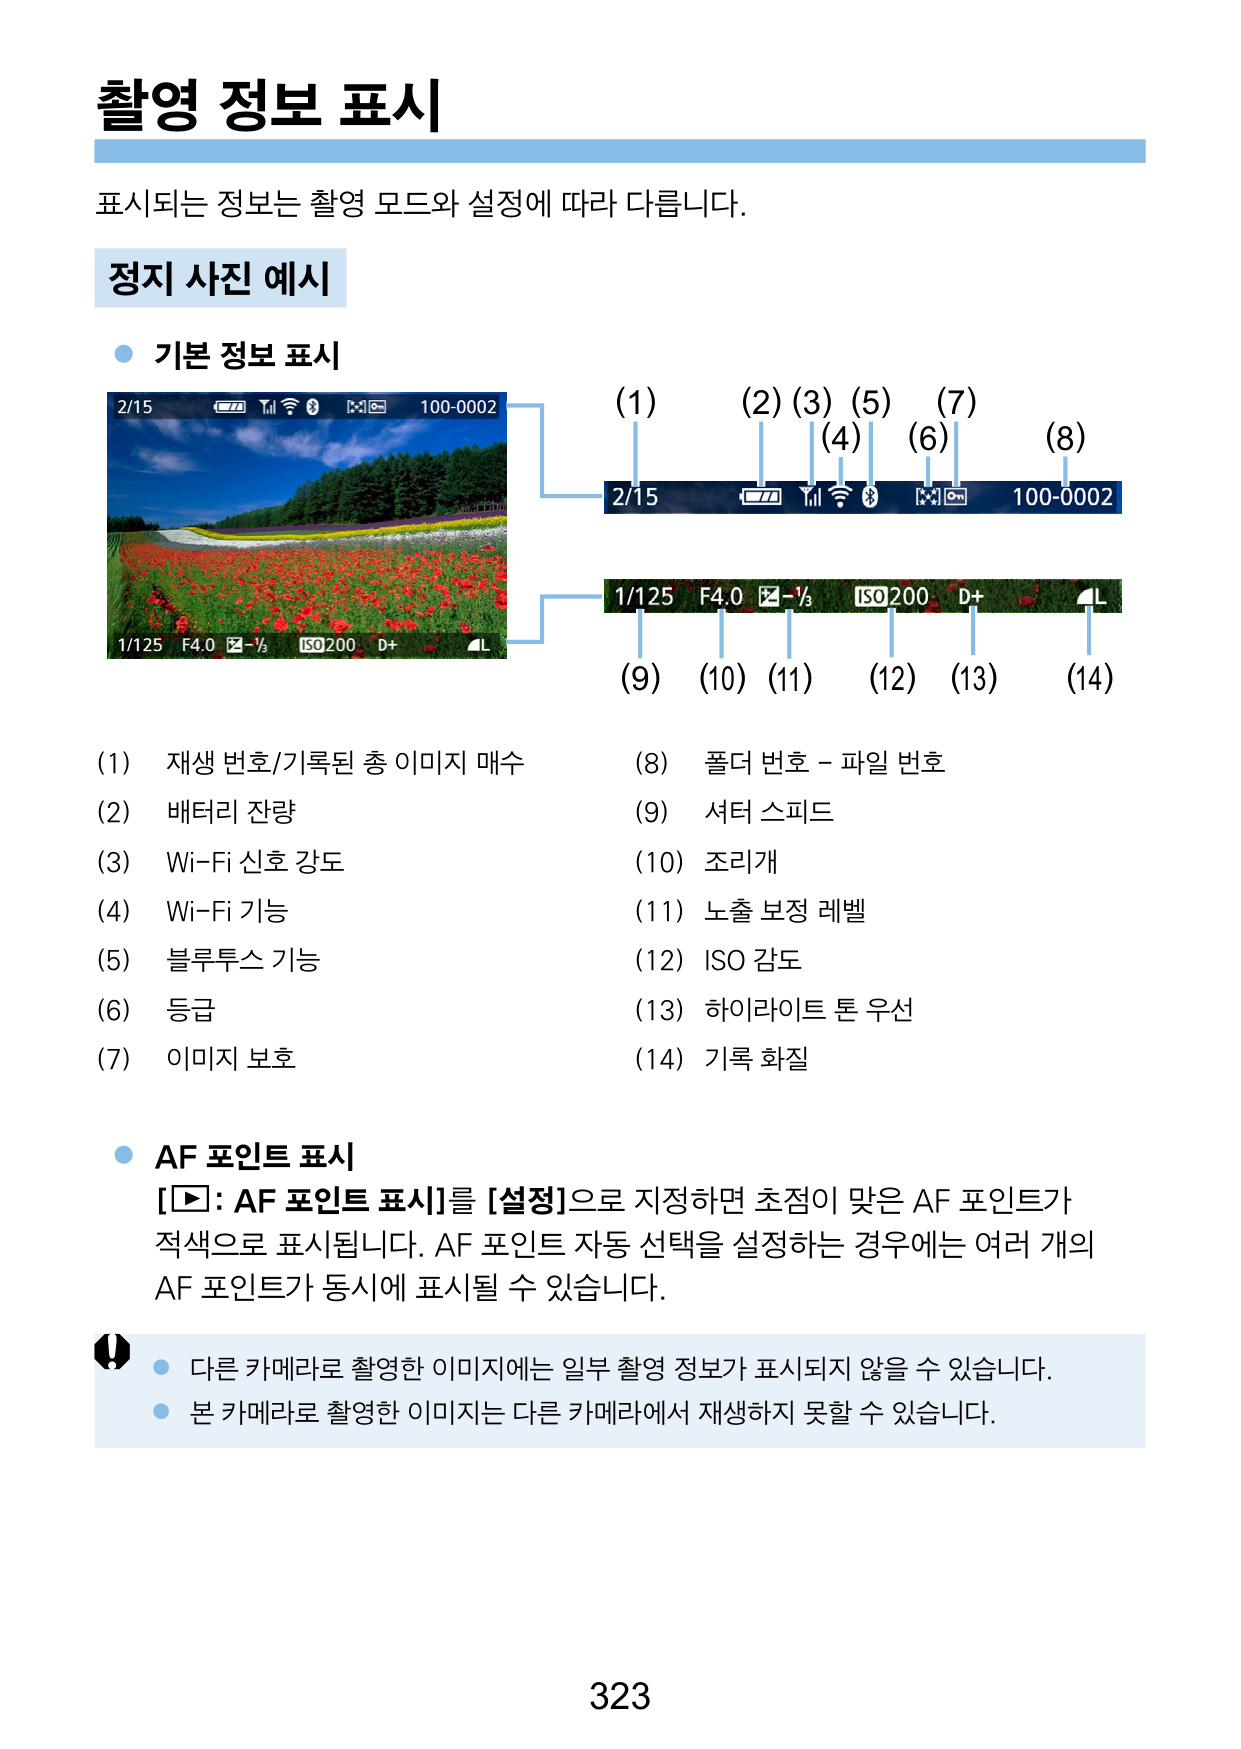 촬영 정보 표시
표시되는 정보는 촬영 모드와 설정에 따라 다릅니다.
정지 사진 예시
● 기본 정보 표시
2/15 100-0002
1/125 F4.0 -1/3 ISO200 D+ L
(1) (2) (3) (5) (7)
(4) (6) (8)
2/15 100-0002
1/125 F4.0 -1/3 ISO200 D+ L
(9) (10) (11) (12) (13) (14)
(1) 재생 번호/기록된 총 이미지 매수
(2) 배터리 잔량
(3) Wi-Fi 신호 강도
(4) Wi-Fi 기능
(5) 블루투스 기능
(6) 등급
(7) 이미지 보호
(8) 폴더 번호 – 파일 번호
(9) 셔터 스피드
(10) 조리개
(11) 노출 보정 레벨
(12) ISO 감도
(13) 하이라이트 톤 우선
(14) 기록 화질
● AF 포인트 표시
[▶: AF 포인트 표시]를 [설정]으로 지정하면 초점이 맞은 AF 포인트가
적색으로 표시됩니다. AF 포인트 자동 선택을 설정하는 경우에는 여러 개의
AF 포인트가 동시에 표시될 수 있습니다.
● 다른 카메라로 촬영한 이미지에는 일부 촬영 정보가 표시되지 않을 수 있습니다.
● 본 카메라로 촬영한 이미지는 다른 카메라에서 재생하지 못할 수 있습니다.
323